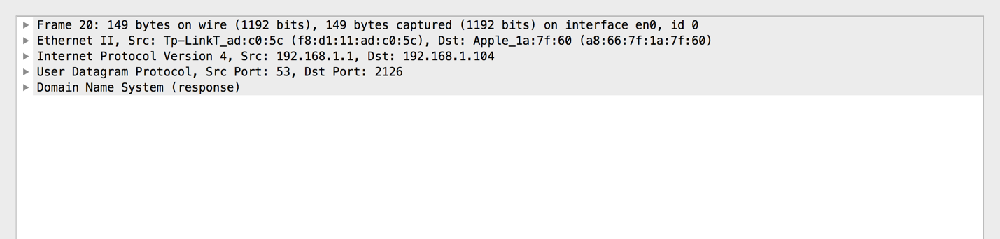 Frame 20: 149 bytes on wire (1192 bits), 149 bytes captured (1192 bits) on interface en0, id 0
Ethernet II, Src: Tp-LinkT_ad:c0:5c (f8:d1:11:ad:c0:5c), Dst: Apple_1a:7f:60 (a8:66:7f:1a:7f:60)
Internet Protocol Version 4, Src: 192.168.1.1, Dst: 192.168.1.104
User Datagram Protocol, Src Port: 53, Dst Port: 2126
Domain Name System (response)